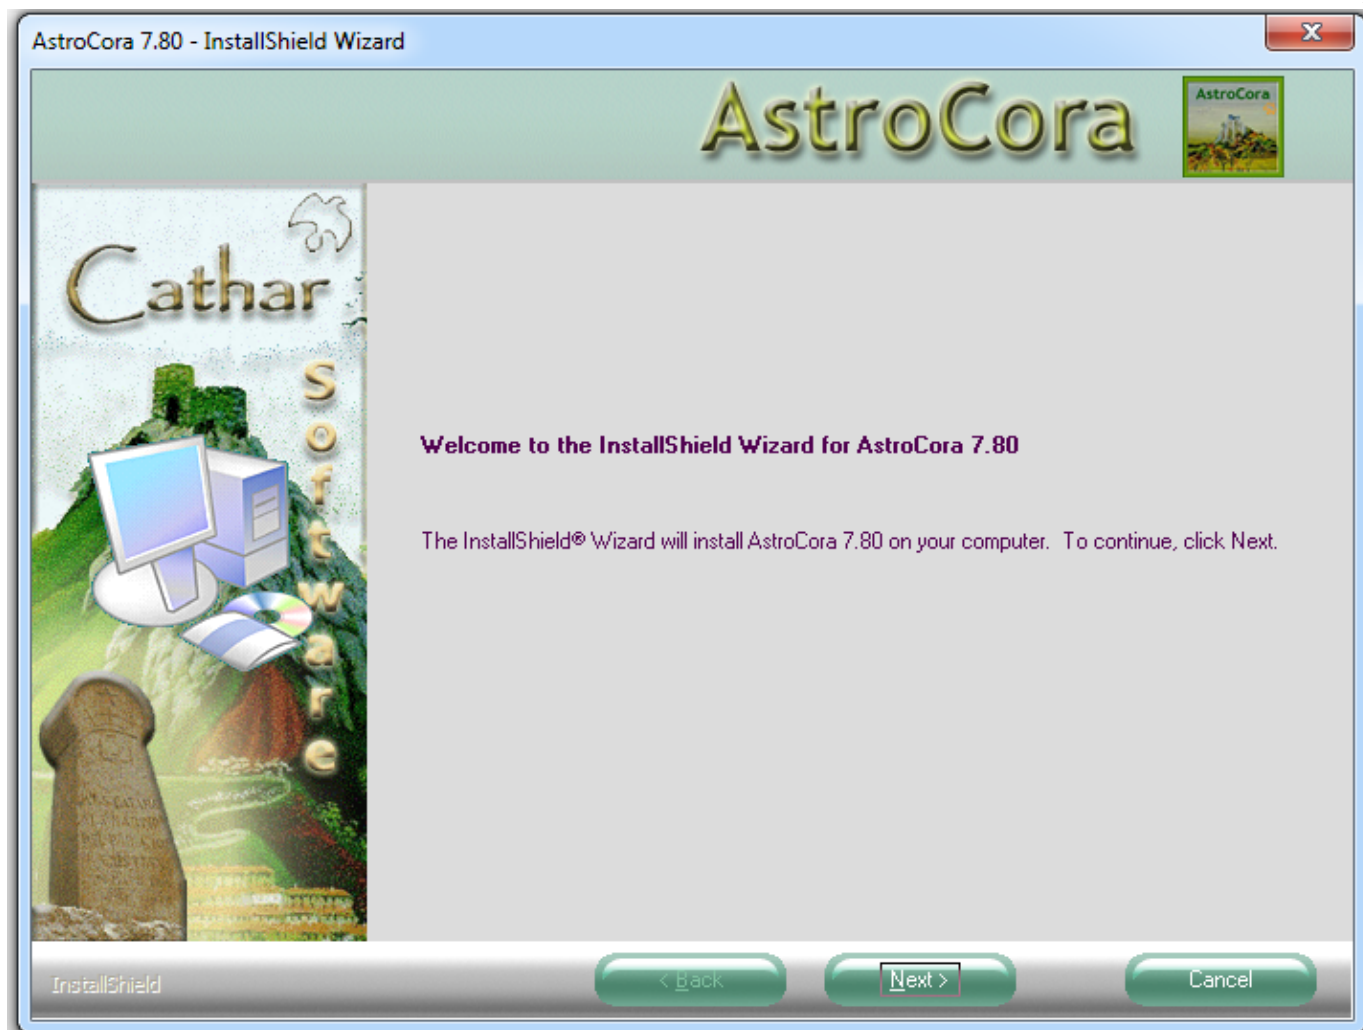 AstroCora 7.80 - InstallShield Wizard
AstroCora
AstroCora
Cathar
Software
Welcome to the InstallShield Wizard for AstroCora 7.80
The InstallShield® Wizard will install AstroCora 7.80 on your computer.  To continue, click Next.
InstallShield
< Back
Next >
Cancel